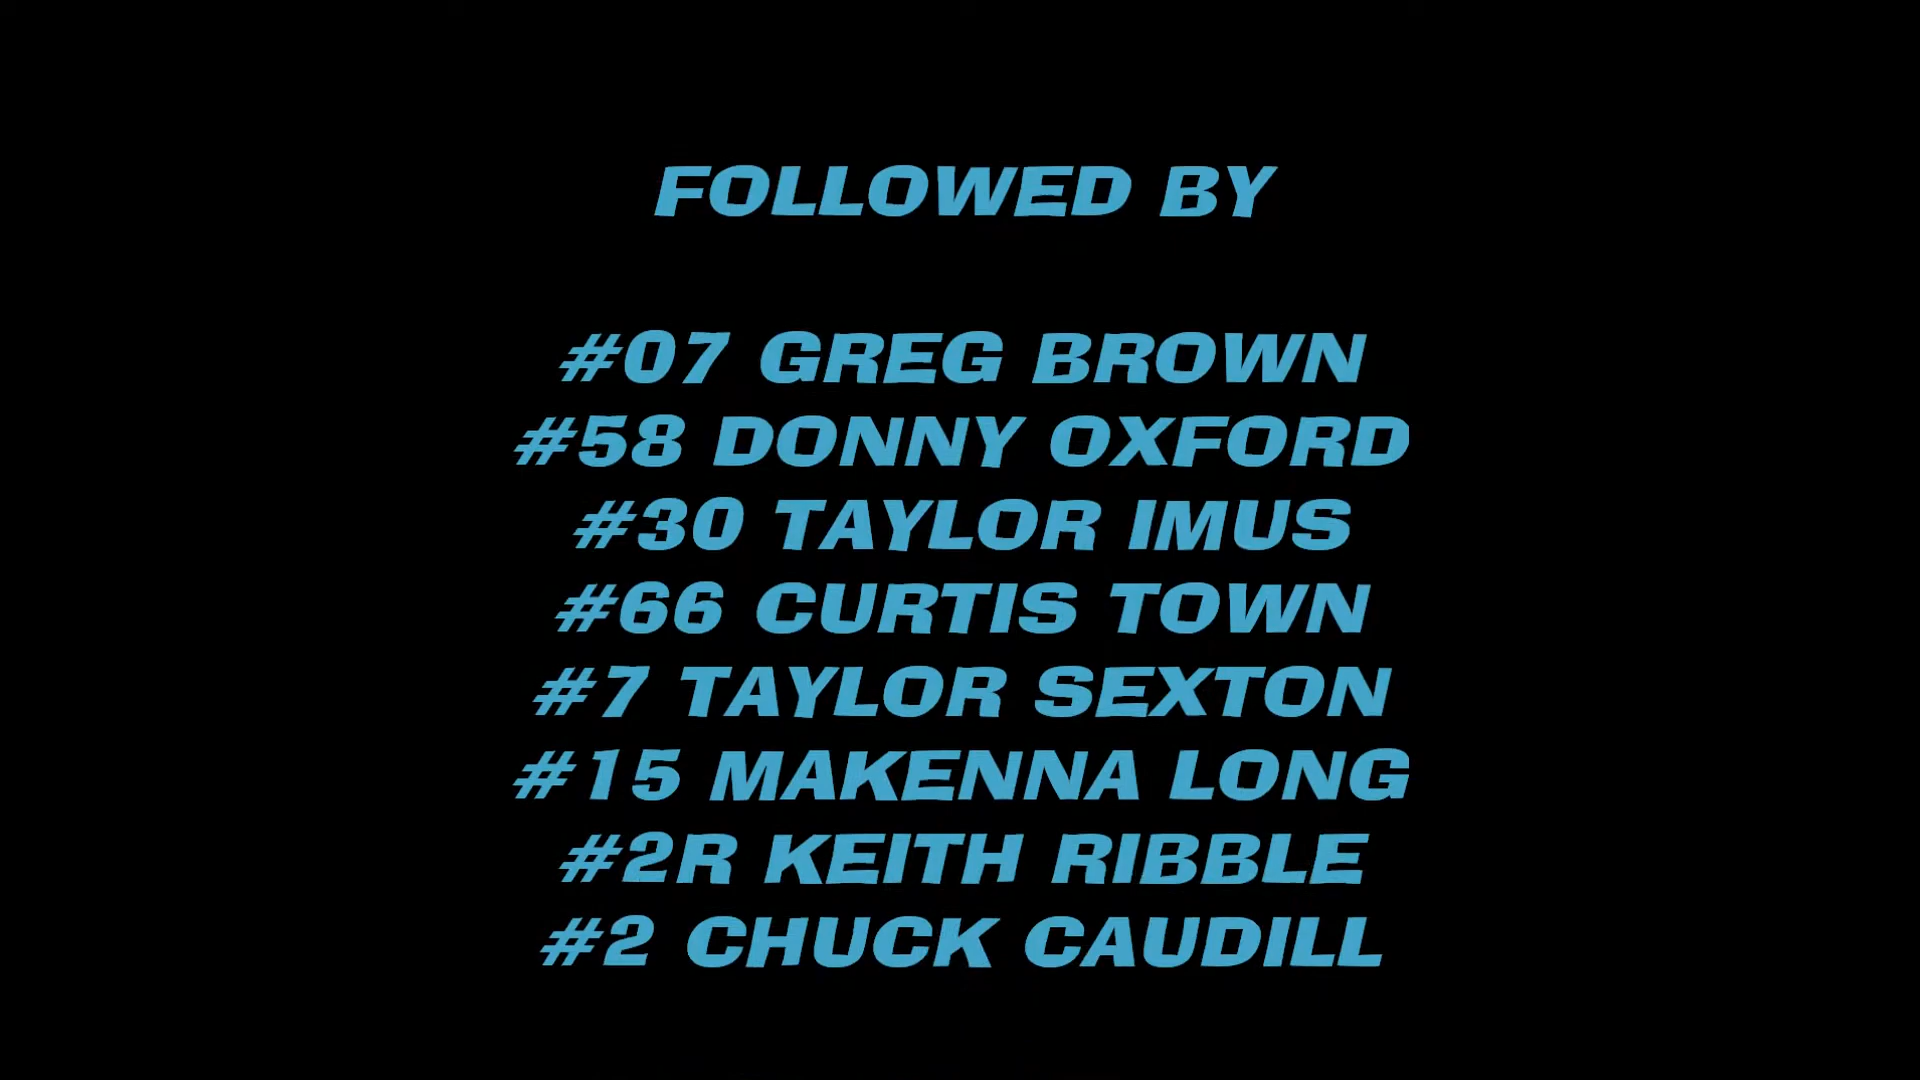 FOLLOWED BY
#07 GREG BROWN
#58 DONNY OXFORD
#30 TAYLOR IMUS
#66 CURTIS TOWN
#7 TAYLOR SEXTON
#15 MAKENNA LONG
#2R KEITH RIBBLE
#2 CHUCK CAUDILL